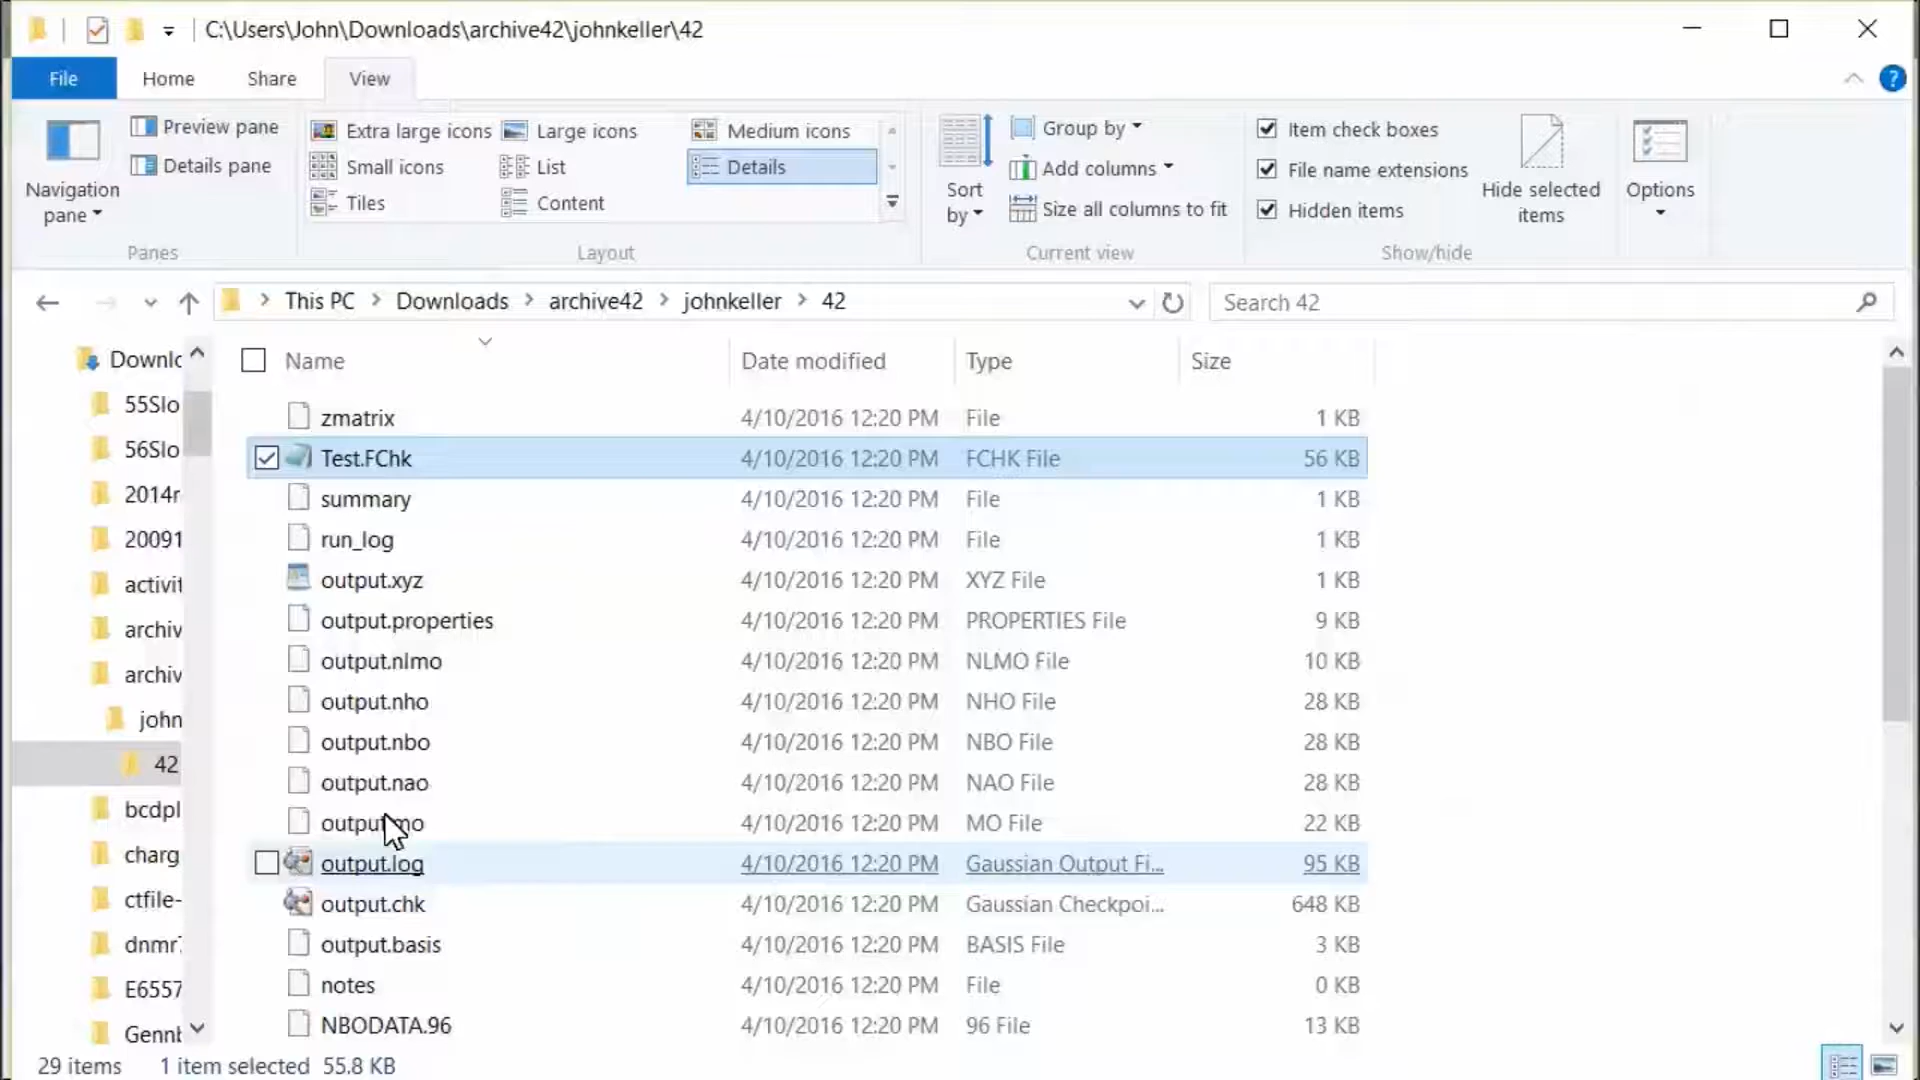 C:\Users\John\Downloads\archive42\johnkeller\42
File Home Share View
Navigation pane
Preview pane
Details pane
Panes
Extra large icons Large icons Medium icons
Small icons List Details
Tiles Content
Layout
Sort by
Group by
Add columns
Size all columns to fit
Current view
Item check boxes
File name extensions
Hidden items
Hide selected items
Show/hide
Options
This PC Downloads archive42 johnkeller 42
Search 42
Downlc
55Slo
56Slo
2014r
20091
activit
archiv
archiv
john
42
bcdpl
charg
ctfile-
dnmr
E6557
Name Date modified Type Size
zmatrix 4/10/2016 12:20 PM File 1 KB
Test.FChk 4/10/2016 12:20 PM FCHK File 56 KB
summary 4/10/2016 12:20 PM File 1 KB
run_log 4/10/2016 12:20 PM File 1 KB
output.xyz 4/10/2016 12:20 PM XYZ File 1 KB
output.properties 4/10/2016 12:20 PM PROPERTIES File 9 KB
output.nlmo 4/10/2016 12:20 PM NLMO File 10 KB
output.nho 4/10/2016 12:20 PM NHO File 28 KB
output.nbo 4/10/2016 12:20 PM NBO File 28 KB
output.nao 4/10/2016 12:20 PM NAO File 28 KB
output.mo 4/10/2016 12:20 PM MO File 22 KB
output.log 4/10/2016 12:20 PM Gaussian Output Fi... 95 KB
output.chk 4/10/2016 12:20 PM Gaussian Checkpoi... 648 KB
output.basis 4/10/2016 12:20 PM BASIS File 3 KB
notes 4/10/2016 12:20 PM File 0 KB
NBODATA.96 4/10/2016 12:20 PM 96 File 13 KB
29 items 1 item selected 55.8 KB